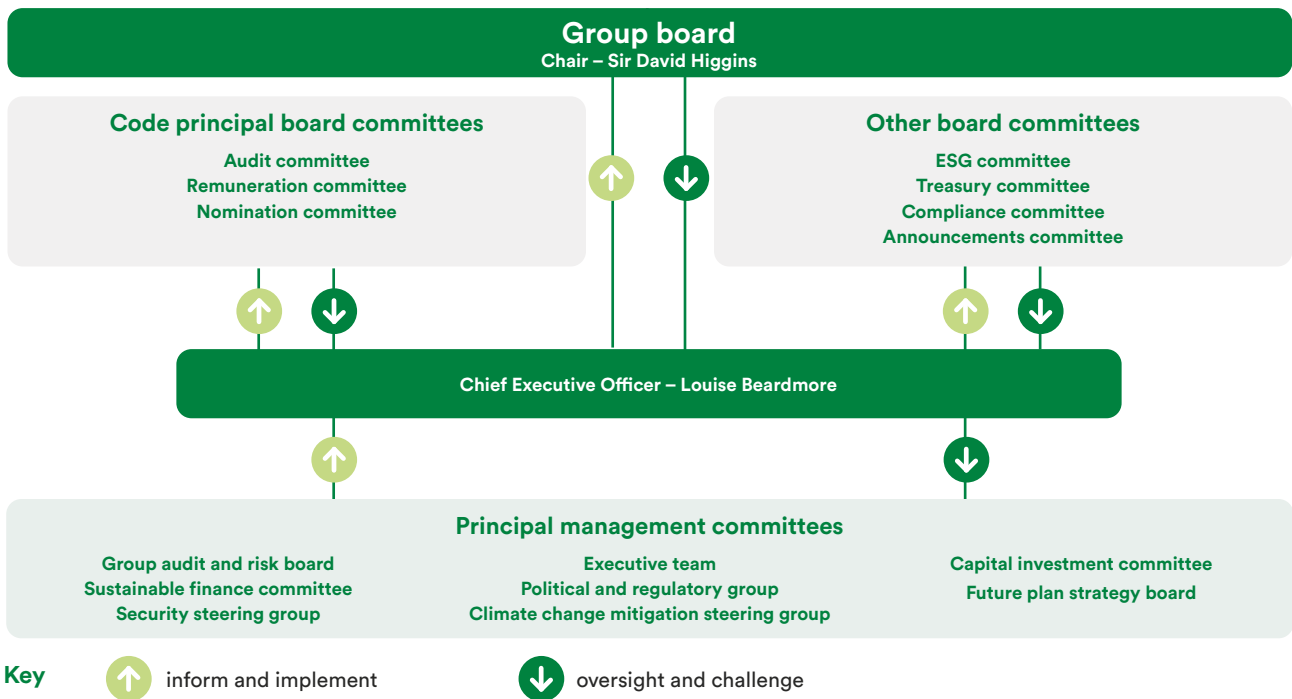 Group board
Chair – Sir David Higgins
Code principal board committees
Audit committee
Remuneration committee
Nomination committee
Other board committees
ESG committee
Treasury committee
Compliance committee
Announcements committee
Chief Executive Officer – Louise Beardmore
Principal management committees
Group audit and risk board
Sustainable finance committee
Security steering group
Executive team
Political and regulatory group
Climate change mitigation steering group
Capital investment committee
Future plan strategy board
Key
inform and implement
oversight and challenge